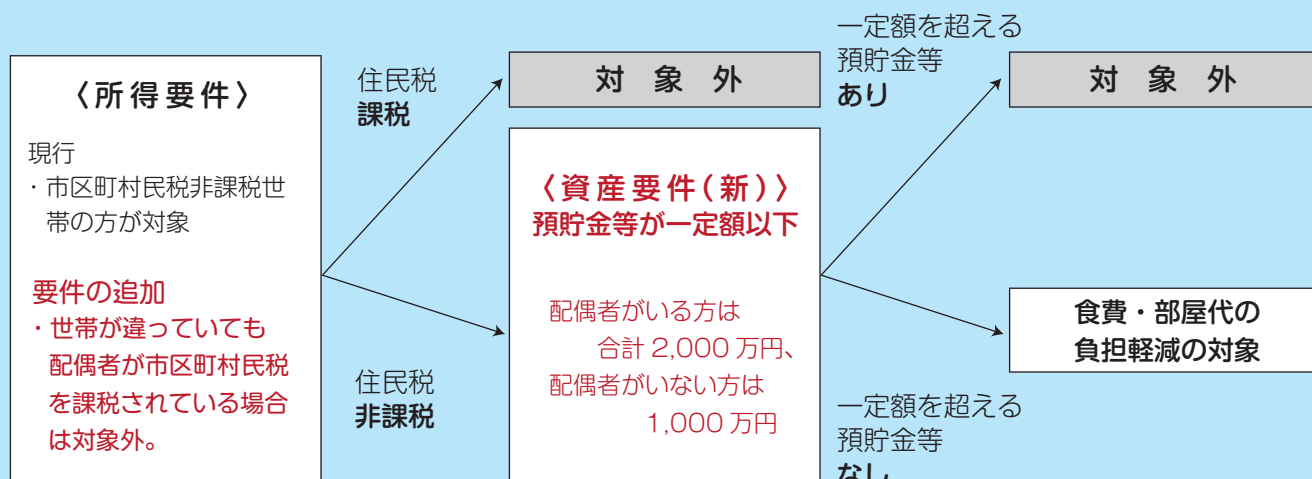 〈所得要件〉
現行
・市区町村民税非課税世
帯の方が対象
要件の追加
・世帯が違っていても
配偶者が市区町村民税
を課税されている場合
は対象外。
住民税
課税
住民税
非課税
対 象 外
〈資産要件(新)〉
預貯金等が一定額以下
配偶者がいる方は
合計 2,000 万円、
配偶者がいない方は
1,000 万円
一定額を超える
預貯金等
あり
一定額を超える
預貯金等
なし
対 象 外
食費・部屋代の
負担軽減の対象